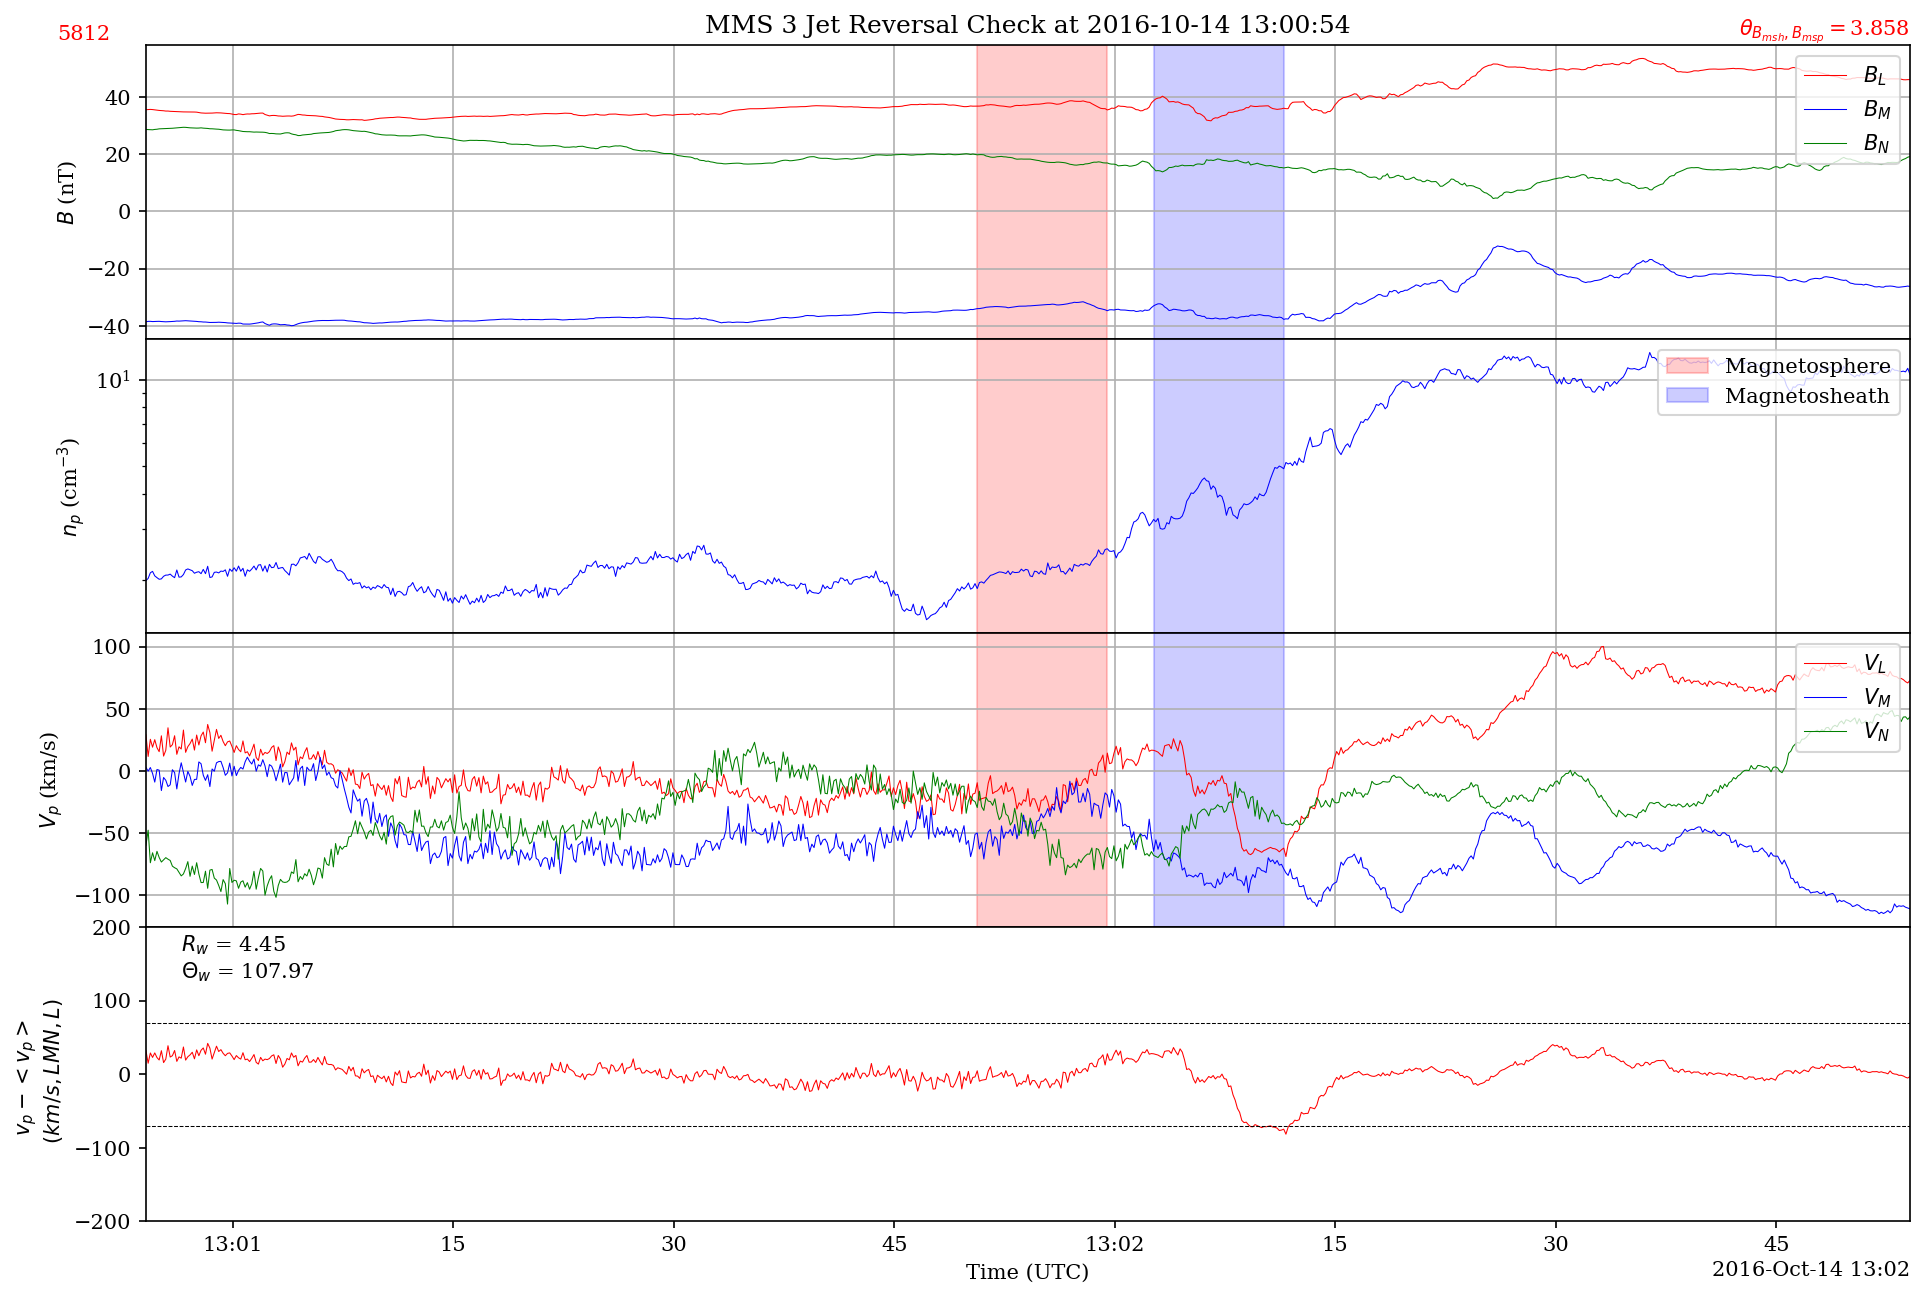 5812
MMS 3 Jet Reversal Check at 2016-10-14 13:00:54
θ_{B_{msh}, B_{msp}} = 3.858
B (nT)
40
20
0
−20
−40
B_L
B_M
B_N
n_p (cm^{−3})
10^1
Magnetosphere
Magnetosheath
V_p (km/s)
100
50
0
−50
−100
V_L
V_M
V_N
v_p − < v_p >
(km/s, LMN, L)
200
100
0
−100
−200
R_w = 4.45
Θ_w = 107.97
13:01 15 30 45 13:02 15 30 45
Time (UTC)
2016-Oct-14 13:02